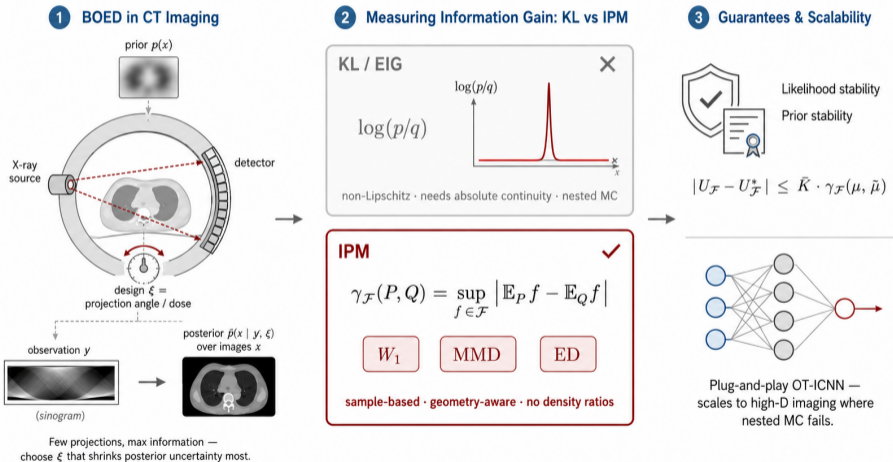 1 BOED in CT Imaging
prior p(x)
X-ray
source
detector
design ξ =
projection angle / dose
observation y
(sinogram)
posterior p̂(x | y, ξ)
over images x
Few projections, max information —
choose ξ that shrinks posterior uncertainty most.
2 Measuring Information Gain: KL vs IPM
KL / EIG
log(p/q)
log(p/q)
x
non-Lipschitz · needs absolute continuity · nested MC
IPM
γ_ℱ(P, Q) = sup_{f∈ℱ} |𝔼_P f − 𝔼_Q f|
W₁
MMD
ED
sample-based · geometry-aware · no density ratios
3 Guarantees & Scalability
Likelihood stability
Prior stability
|U_ℱ − U*_ℱ| ≤ K̄ · γ_ℱ(μ, μ̃)
Plug-and-play OT-ICNN —
scales to high-D imaging where
nested MC fails.